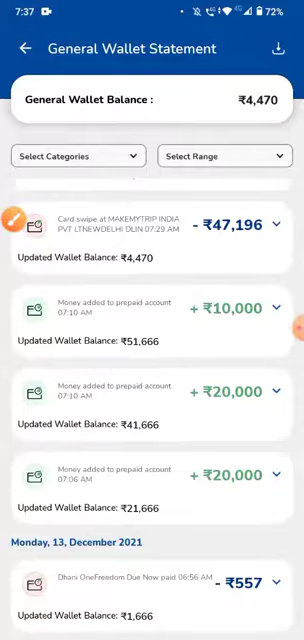 7:37
4G
72%
General Wallet Statement
General Wallet Balance :
₹4,470
Select Categories
Select Range
Card swipe at MAKEMYTRIP INDIA
PVT LTNEWDELHI DLIN 07:29 AM
- ₹47,196
Updated Wallet Balance: ₹4,470
Money added to prepaid account
07:10 AM
+ ₹10,000
Updated Wallet Balance: ₹51,666
Money added to prepaid account
07:10 AM
+ ₹20,000
Updated Wallet Balance: ₹41,666
Money added to prepaid account
07:06 AM
+ ₹20,000
Updated Wallet Balance: ₹21,666
Monday, 13, December 2021
Dhani OneFreedom Due Now paid 06:56 AM
- ₹557
Updated Wallet Balance: ₹1,666